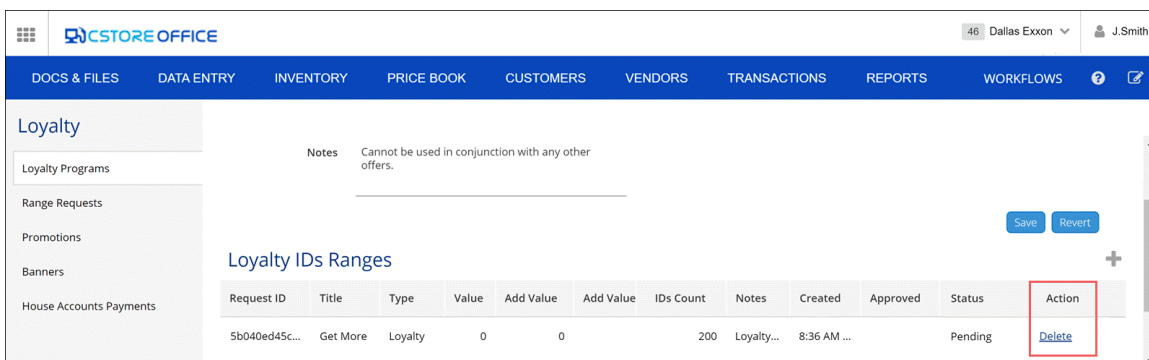 CSTOREOFFICE
46 Dallas Exxon
J.Smith
DOCS & FILES DATA ENTRY INVENTORY PRICE BOOK CUSTOMERS VENDORS TRANSACTIONS REPORTS WORKFLOWS ?
Loyalty
Loyalty Programs
Range Requests
Promotions
Banners
House Accounts Payments
Notes Cannot be used in conjunction with any other
offers.
Save Revert
Loyalty IDs Ranges +
Request ID Title Type Value Add Value Add Value IDs Count Notes Created Approved Status Action
5b040ed45c... Get More Loyalty 0 0 200 Loyalty... 8:36 AM ... Pending Delete